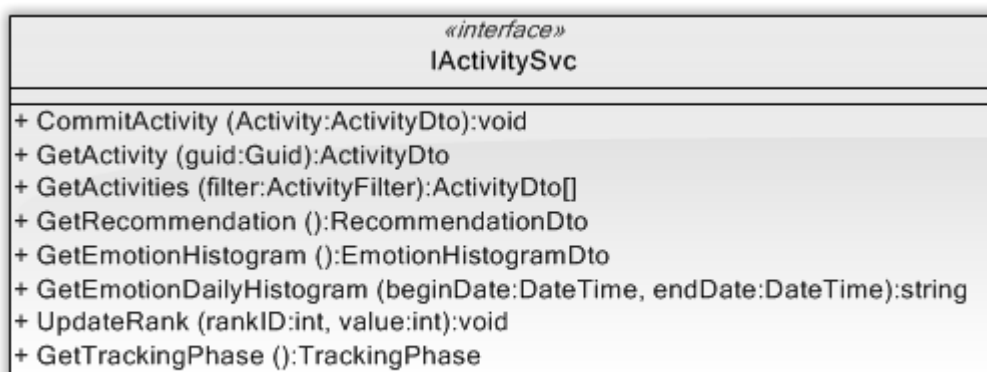 «interface»
IActivitySvc
+ CommitActivity (Activity:ActivityDto):void
+ GetActivity (guid:Guid):ActivityDto
+ GetActivities (filter:ActivityFilter):ActivityDto[]
+ GetRecommendation ():RecommendationDto
+ GetEmotionHistogram ():EmotionHistogramDto
+ GetEmotionDailyHistogram (beginDate:DateTime, endDate:DateTime):string
+ UpdateRank (rankID:int, value:int):void
+ GetTrackingPhase ():TrackingPhase